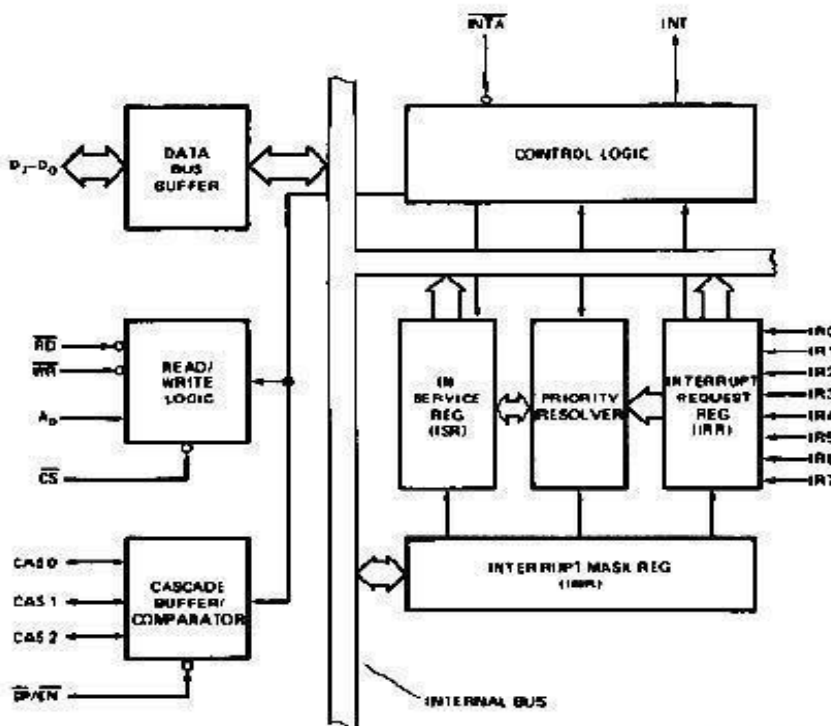 INTA
INT
DATA
BUS
BUFFER
D7–D0
CONTROL LOGIC
RD
WR
A0
CS
READ/
WRITE
LOGIC
IN
SERVICE
REG
(ISR)
PRIORITY
RESOLVER
INTERRUPT
REQUEST
REG
(IRR)
IR0
IR1
IR2
IR3
IR4
IR5
IR6
IR7
CAS 0
CAS 1
CAS 2
CASCADE
BUFFER/
COMPARATOR
SP/EN
INTERRUPT MASK REG
(IMR)
INTERNAL BUS